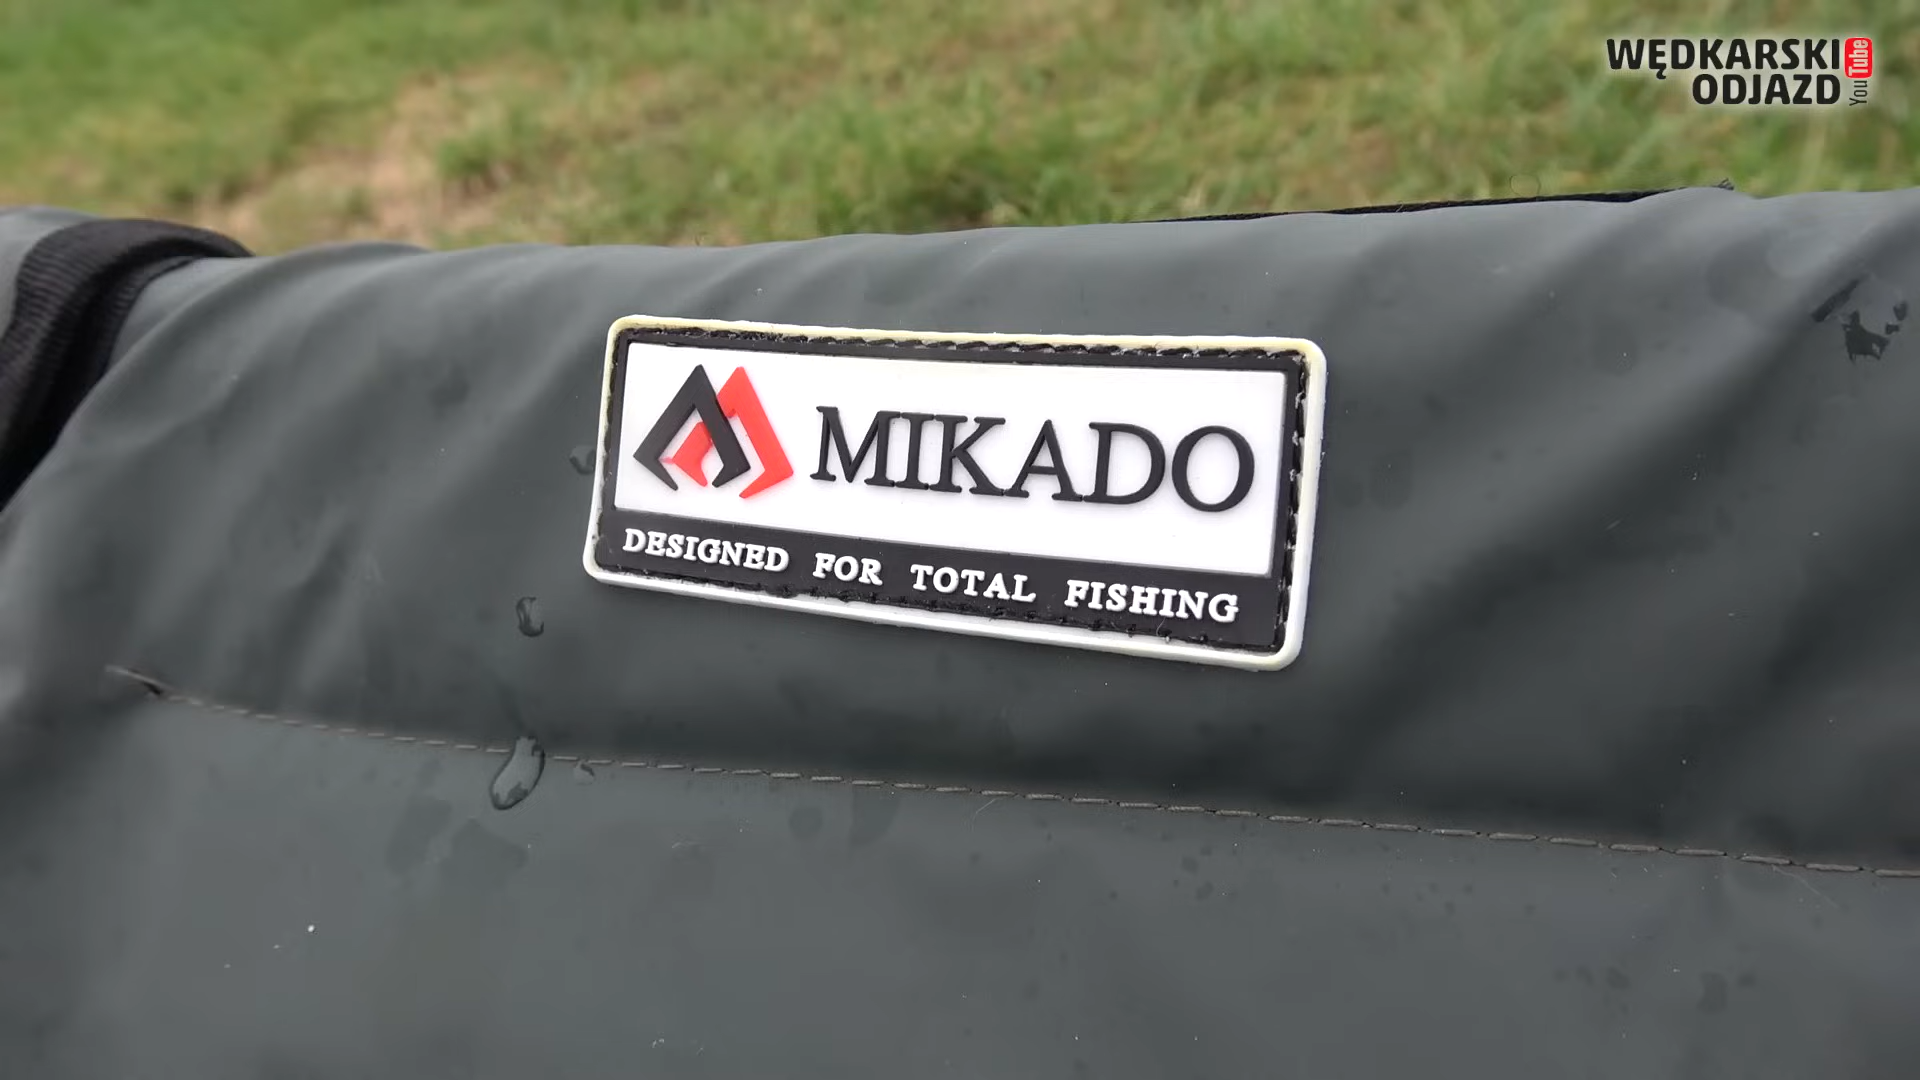 WĘDKARSKI
ODJAZD
YouTube
MIKADO
DESIGNED FOR TOTAL FISHING